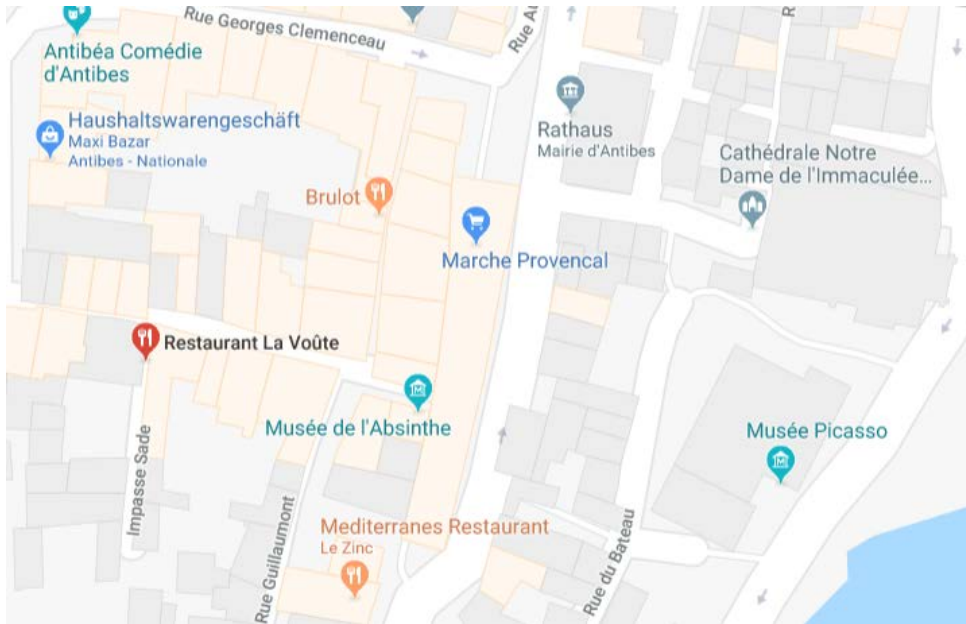 Rue Georges Clemenceau
Rue Au
R
Antibéa Comédie
d'Antibes
Haushaltswarengeschäft
Maxi Bazar
Antibes - Nationale
Rathaus
Mairie d'Antibes
Cathédrale Notre
Dame de l'Immaculée...
Brulot
Marche Provencal
Restaurant La Voûte
Musée de l'Absinthe
Musée Picasso
Impasse Sade
Rue Guillaumont
Mediterranes Restaurant
Le Zinc
Rue du Bateau